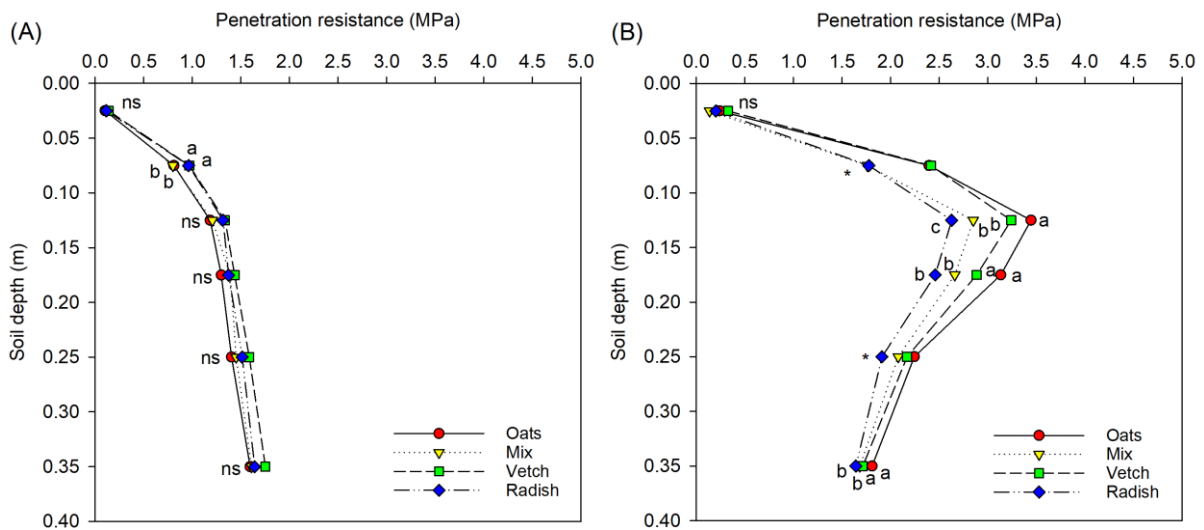 (A)
Penetration resistance (MPa)
0.0 0.5 1.0 1.5 2.0 2.5 3.0 3.5 4.0 4.5 5.0
Soil depth (m)
0.00
0.05
0.10
0.15
0.20
0.25
0.30
0.35
0.40
ns
a
a
b
b
ns
ns
ns
ns
Oats
Mix
Vetch
Radish
(B)
Penetration resistance (MPa)
0.0 0.5 1.0 1.5 2.0 2.5 3.0 3.5 4.0 4.5 5.0
Soil depth (m)
0.00
0.05
0.10
0.15
0.20
0.25
0.30
0.35
0.40
ns
*
c b b a
b b a a
*
b b a a
Oats
Mix
Vetch
Radish